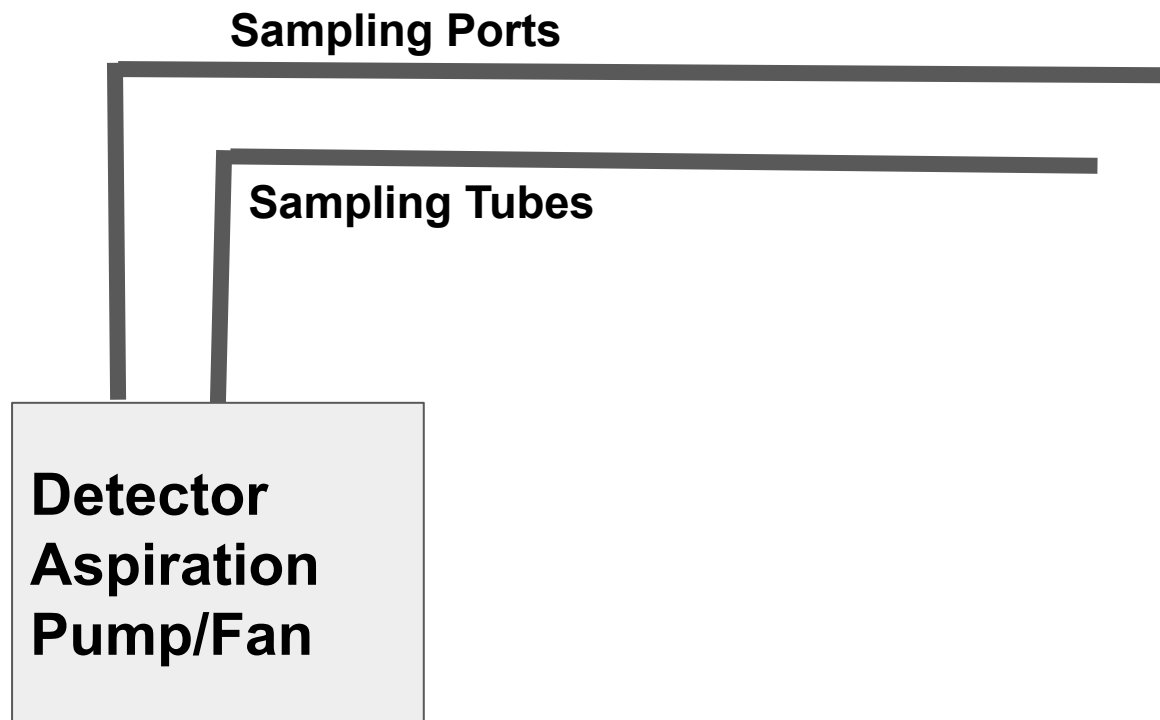 Sampling Ports
Sampling Tubes
Detector
Aspiration
Pump/Fan